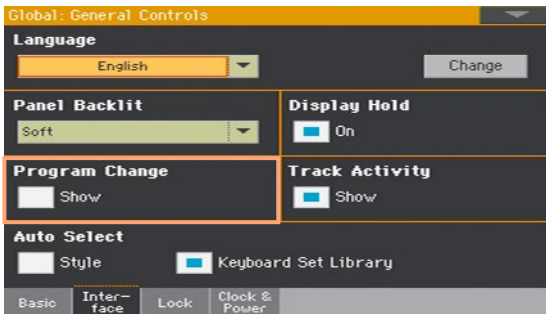 Global: General Controls
Language
English
Change
Panel Backlit
Display Hold
Soft
On
Program Change
Track Activity
Show
Show
Auto Select
Style
Keyboard Set Library
Basic
Inter-
face
Lock
Clock &
Power